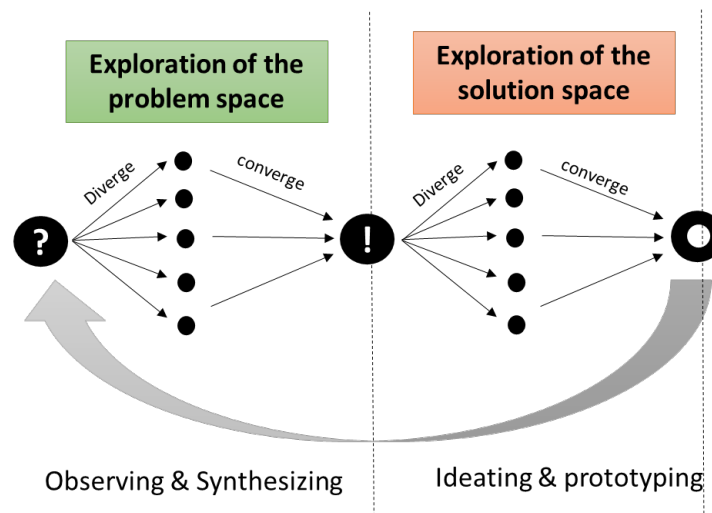 Exploration of the
problem space
Exploration of the
solution space
Diverge
converge
Diverge
converge
?
!
Observing & Synthesizing
Ideating & prototyping